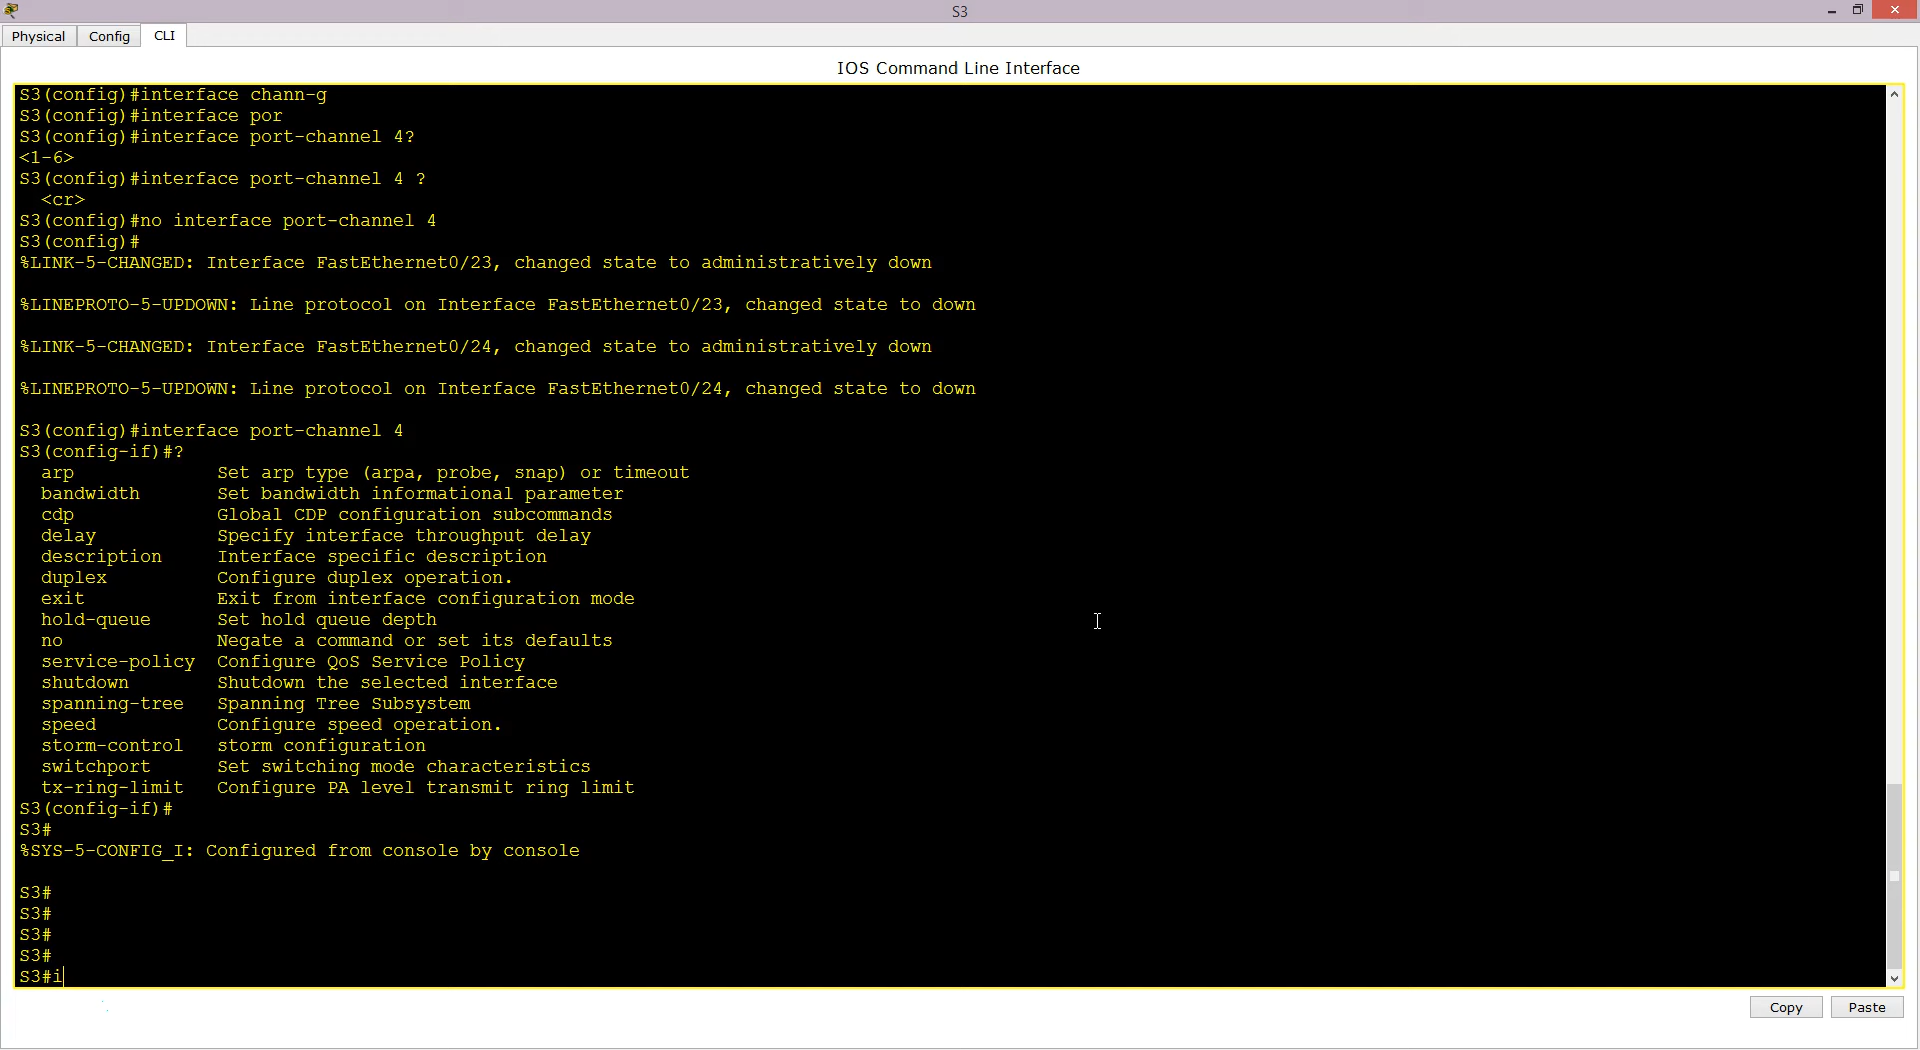 S3
Physical Config CLI
IOS Command Line Interface
S3(config)#interface chann-g
S3(config)#interface por
S3(config)#interface port-channel 4?
<1-6>
S3(config)#interface port-channel 4 ?
  <cr>
S3(config)#no interface port-channel 4
S3(config)#
%LINK-5-CHANGED: Interface FastEthernet0/23, changed state to administratively down
%LINEPROTO-5-UPDOWN: Line protocol on Interface FastEthernet0/23, changed state to down
%LINK-5-CHANGED: Interface FastEthernet0/24, changed state to administratively down
%LINEPROTO-5-UPDOWN: Line protocol on Interface FastEthernet0/24, changed state to down
S3(config)#interface port-channel 4
S3(config-if)#?
  arp             Set arp type (arpa, probe, snap) or timeout
  bandwidth       Set bandwidth informational parameter
  cdp             Global CDP configuration subcommands
  delay           Specify interface throughput delay
  description     Interface specific description
  duplex          Configure duplex operation.
  exit            Exit from interface configuration mode
  hold-queue      Set hold queue depth
  no              Negate a command or set its defaults
  service-policy  Configure QoS Service Policy
  shutdown        Shutdown the selected interface
  spanning-tree   Spanning Tree Subsystem
  speed           Configure speed operation.
  storm-control   storm configuration
  switchport      Set switching mode characteristics
  tx-ring-limit   Configure PA level transmit ring limit
S3(config-if)#
S3#
%SYS-5-CONFIG_I: Configured from console by console
S3#
S3#
S3#
S3#
S3#i
Copy Paste